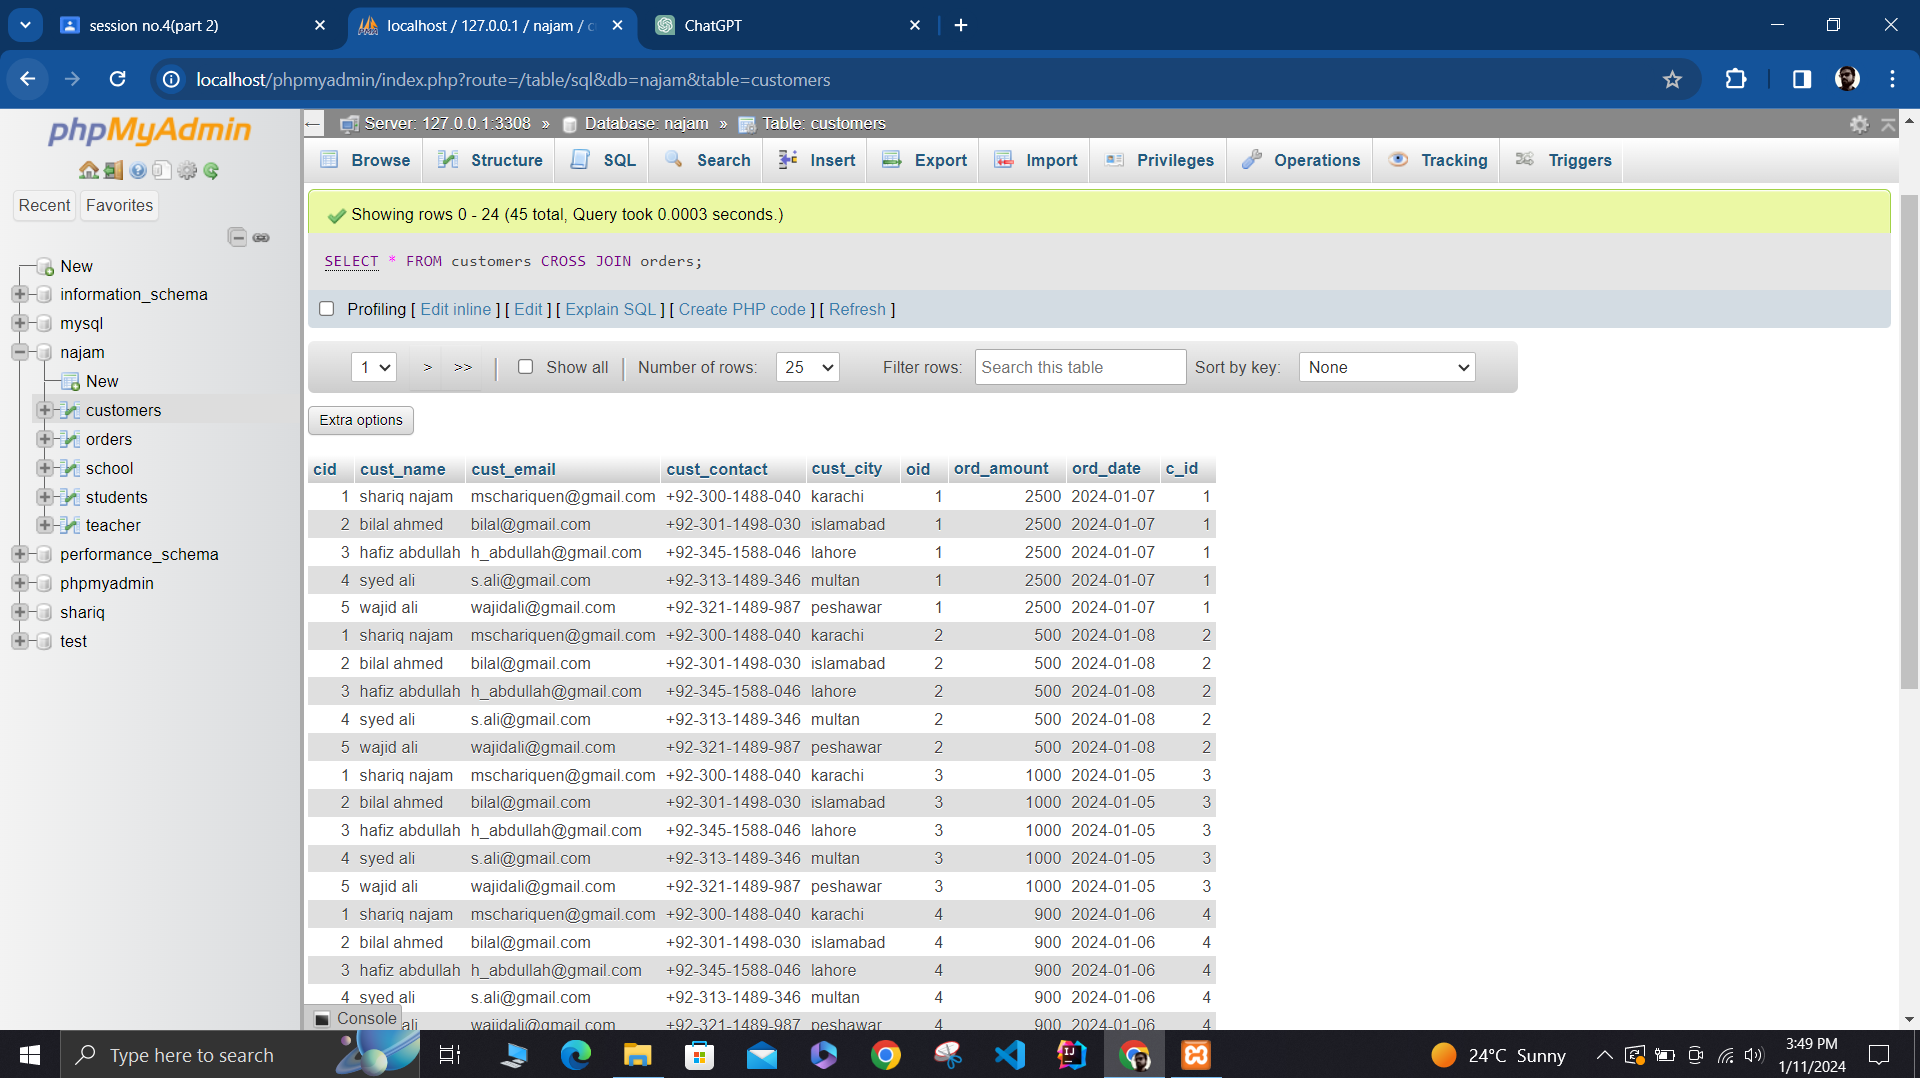 session no.4(part 2)
localhost / 127.0.0.1 / najam / c
ChatGPT
localhost/phpmyadmin/index.php?route=/table/sql&db=najam&table=customers
phpMyAdmin
Recent
Favorites
New
information_schema
mysql
najam
New
customers
orders
school
students
teacher
performance_schema
phpmyadmin
shariq
test
Server: 127.0.0.1:3308 » Database: najam » Table: customers
Browse Structure SQL Search Insert Export Import Privileges Operations Tracking Triggers
Showing rows 0 - 24 (45 total, Query took 0.0003 seconds.)
SELECT * FROM customers CROSS JOIN orders;
Profiling [ Edit inline ] [ Edit ] [ Explain SQL ] [ Create PHP code ] [ Refresh ]
1 > >> Show all Number of rows: 25 Filter rows: Search this table Sort by key: None
Extra options
cid cust_name cust_email cust_contact cust_city oid ord_amount ord_date c_id
1 shariq najam mschariquen@gmail.com +92-300-1488-040 karachi 1 2500 2024-01-07 1
2 bilal ahmed bilal@gmail.com +92-301-1498-030 islamabad 1 2500 2024-01-07 1
3 hafiz abdullah h_abdullah@gmail.com +92-345-1588-046 lahore 1 2500 2024-01-07 1
4 syed ali s.ali@gmail.com +92-313-1489-346 multan 1 2500 2024-01-07 1
5 wajid ali wajidali@gmail.com +92-321-1489-987 peshawar 1 2500 2024-01-07 1
1 shariq najam mschariquen@gmail.com +92-300-1488-040 karachi 2 500 2024-01-08 2
2 bilal ahmed bilal@gmail.com +92-301-1498-030 islamabad 2 500 2024-01-08 2
3 hafiz abdullah h_abdullah@gmail.com +92-345-1588-046 lahore 2 500 2024-01-08 2
4 syed ali s.ali@gmail.com +92-313-1489-346 multan 2 500 2024-01-08 2
5 wajid ali wajidali@gmail.com +92-321-1489-987 peshawar 2 500 2024-01-08 2
1 shariq najam mschariquen@gmail.com +92-300-1488-040 karachi 3 1000 2024-01-05 3
2 bilal ahmed bilal@gmail.com +92-301-1498-030 islamabad 3 1000 2024-01-05 3
3 hafiz abdullah h_abdullah@gmail.com +92-345-1588-046 lahore 3 1000 2024-01-05 3
4 syed ali s.ali@gmail.com +92-313-1489-346 multan 3 1000 2024-01-05 3
5 wajid ali wajidali@gmail.com +92-321-1489-987 peshawar 3 1000 2024-01-05 3
1 shariq najam mschariquen@gmail.com +92-300-1488-040 karachi 4 900 2024-01-06 4
2 bilal ahmed bilal@gmail.com +92-301-1498-030 islamabad 4 900 2024-01-06 4
3 hafiz abdullah h_abdullah@gmail.com +92-345-1588-046 lahore 4 900 2024-01-06 4
4 syed ali s.ali@gmail.com +92-313-1489-346 multan 4 900 2024-01-06 4
ali wajidali@gmail.com +92-321-1489-987 peshawar 4 900 2024-01-06 4
Console
Type here to search
24°C Sunny
3:49 PM
1/11/2024